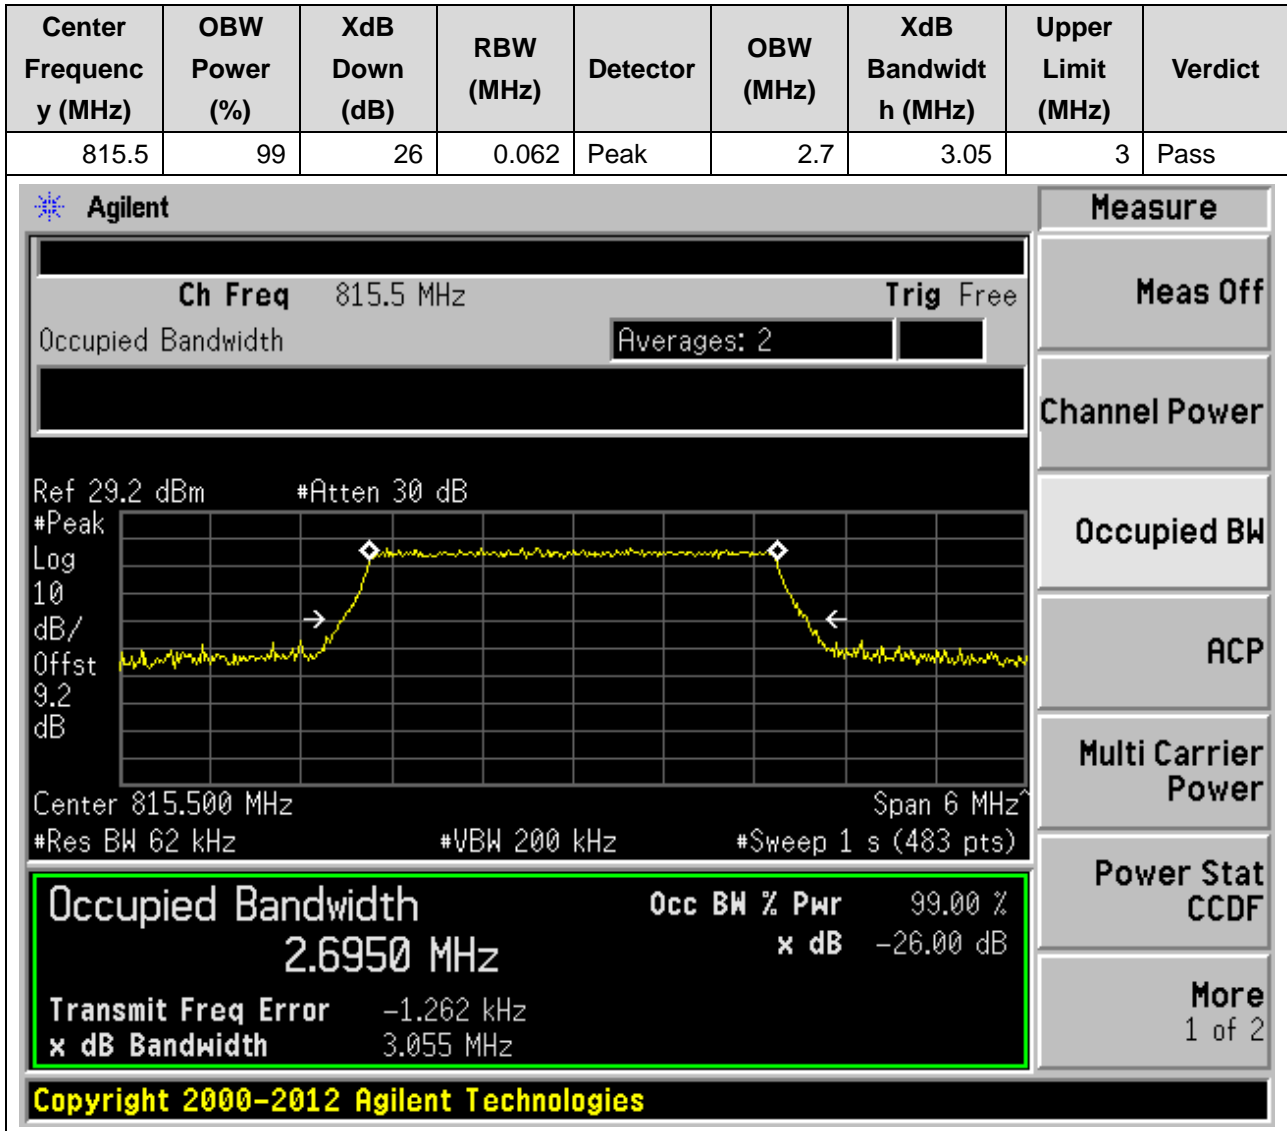 Center Frequenc y (MHz) OBW Power (%) XdB Down (dB) RBW (MHz) Detector OBW (MHz) XdB Bandwidt h (MHz) Upper Limit (MHz) Verdict
815.5 99 26 0.062 Peak 2.7 3.05 3 Pass
Agilent
Measure
Ch Freq 815.5 MHz Trig Free
Meas Off
Occupied Bandwidth Averages: 2
Channel Power
Ref 29.2 dBm #Atten 30 dB
#Peak
Log
10
dB/
Offst
9.2
dB
Occupied BW
ACP
Center 815.500 MHz Span 6 MHz^
#Res BW 62 kHz #VBW 200 kHz #Sweep 1 s (483 pts)
Multi Carrier
Power
Occupied Bandwidth Occ BW % Pwr 99.00 %
2.6950 MHz x dB -26.00 dB
Power Stat
CCDF
Transmit Freq Error -1.262 kHz
x dB Bandwidth 3.055 MHz
More
1 of 2
Copyright 2000-2012 Agilent Technologies